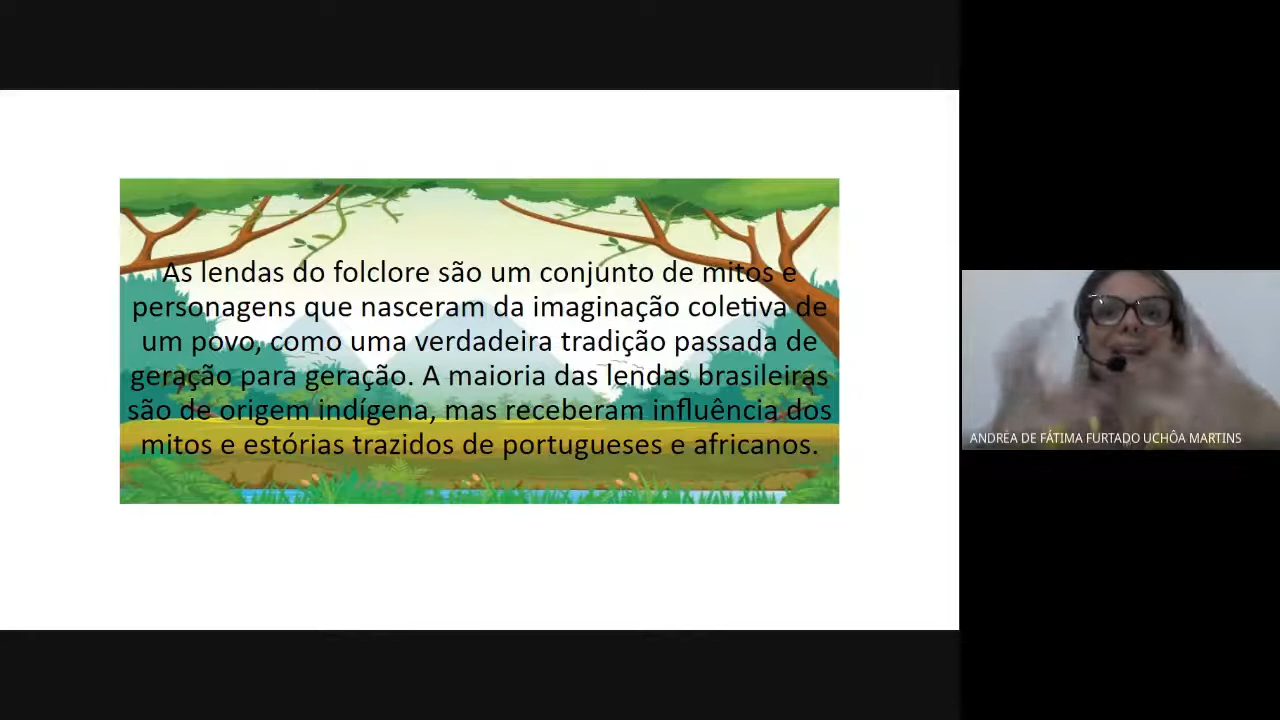 As lendas do folclore são um conjunto de mitos e
personagens que nasceram da imaginação coletiva de
um povo, como uma verdadeira tradição passada de
geração para geração. A maioria das lendas brasileiras
são de origem indígena, mas receberam influência dos
mitos e estórias trazidos de portugueses e africanos.
ANDRÉA DE FÁTIMA FURTADO UCHÔA MARTINS